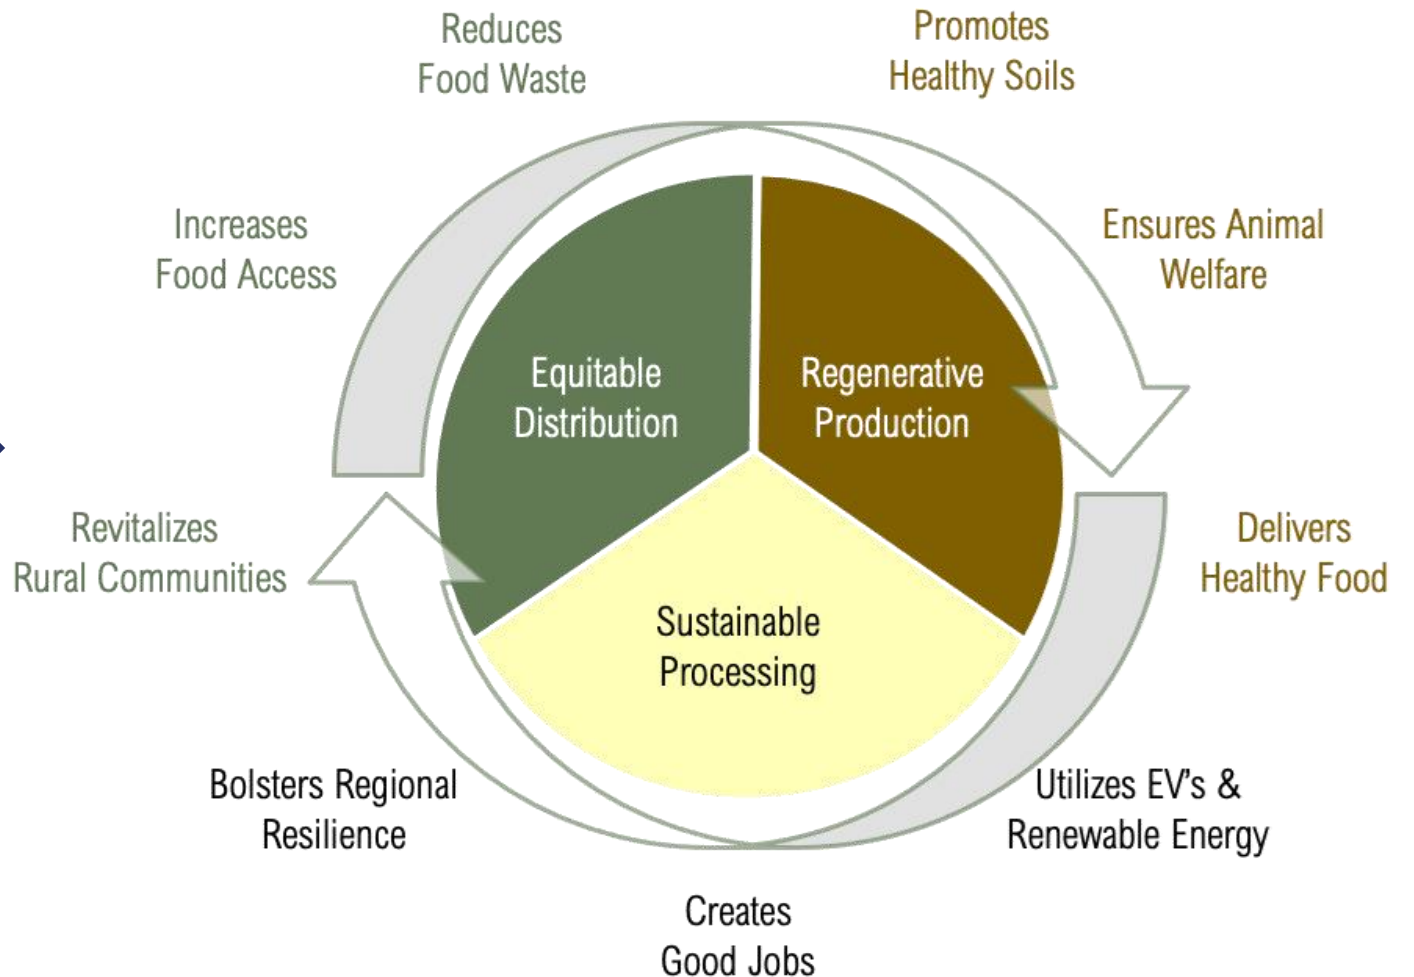 Reduces
Food Waste
Promotes
Healthy Soils
Increases
Food Access
Ensures Animal
Welfare
Equitable
Distribution
Regenerative
Production
Revitalizes
Rural Communities
Delivers
Healthy Food
Sustainable
Processing
Bolsters Regional
Resilience
Utilizes EV's &
Renewable Energy
Creates
Good Jobs